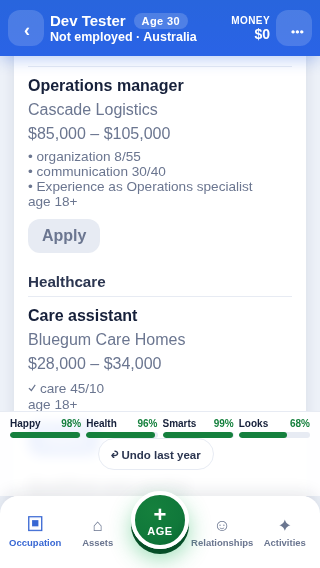 ‹
Dev Tester Age 30
Not employed · Australia
MONEY
$0
...
Operations manager
Cascade Logistics
$85,000 – $105,000
• organization 8/55
• communication 30/40
• Experience as Operations specialist
age 18+
Apply
Healthcare
Care assistant
Bluegum Care Homes
$28,000 – $34,000
✓ care 45/10
age 18+
Happy 98% Health 96% Smarts 99% Looks 68%
Undo last year
+
AGE
Occupation Assets Relationships Activities